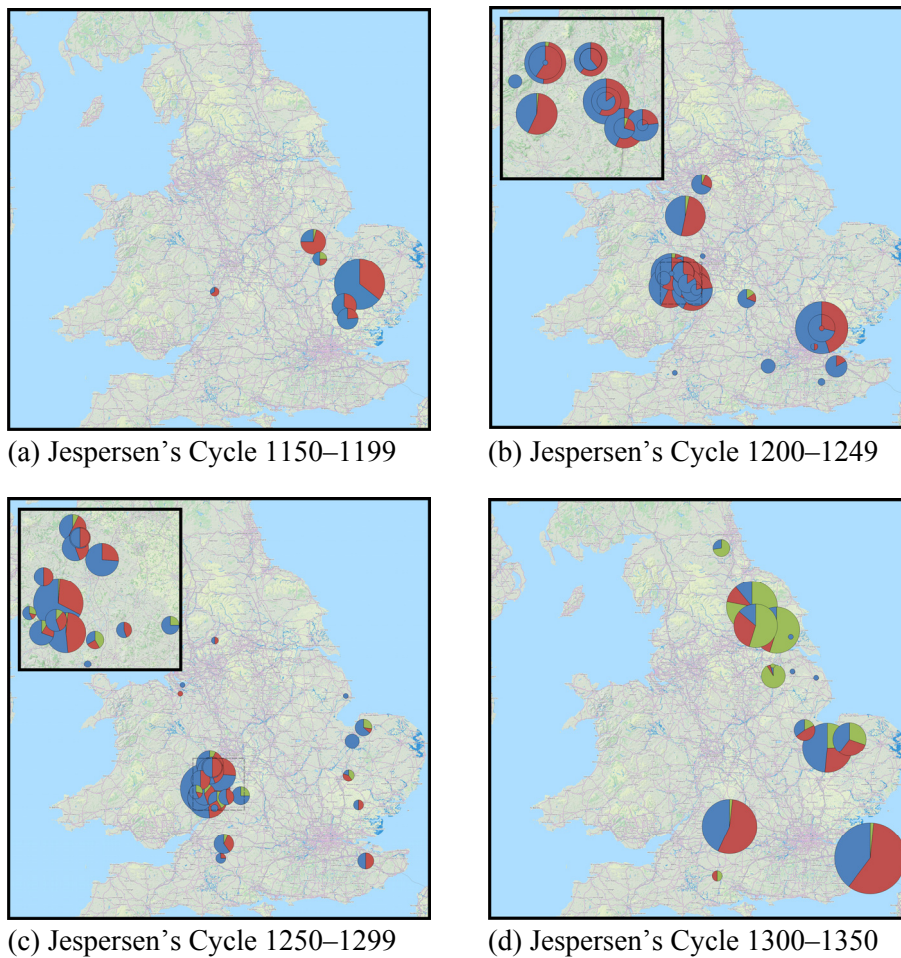 (a) Jespersen’s Cycle 1150–1199
(b) Jespersen’s Cycle 1200–1249
(c) Jespersen’s Cycle 1250–1299
(d) Jespersen’s Cycle 1300–1350